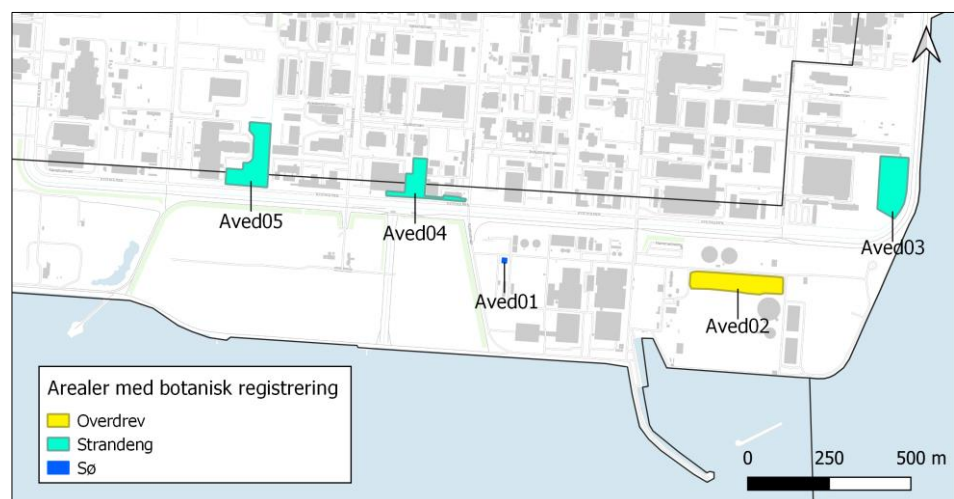 Aved05
Aved04
Aved03
Aved01
Aved02
Arealer med botanisk registrering
Overdrev
Strandeng
Sø
0 250 500 m